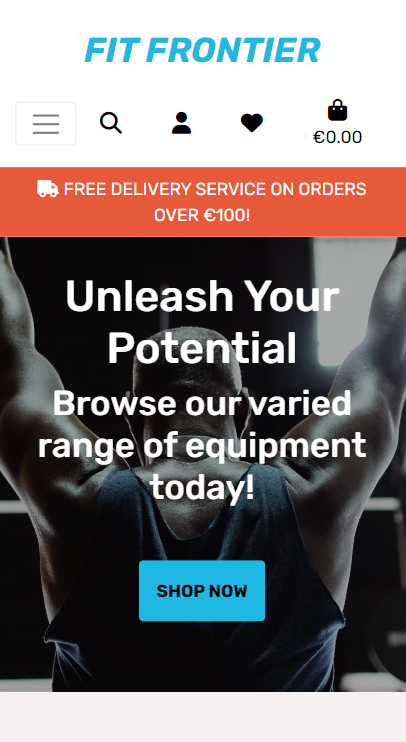 FIT FRONTIER
€0.00
FREE DELIVERY SERVICE ON ORDERS
OVER €100!
Unleash Your
Potential
Browse our varied
range of equipment
today!
SHOP NOW